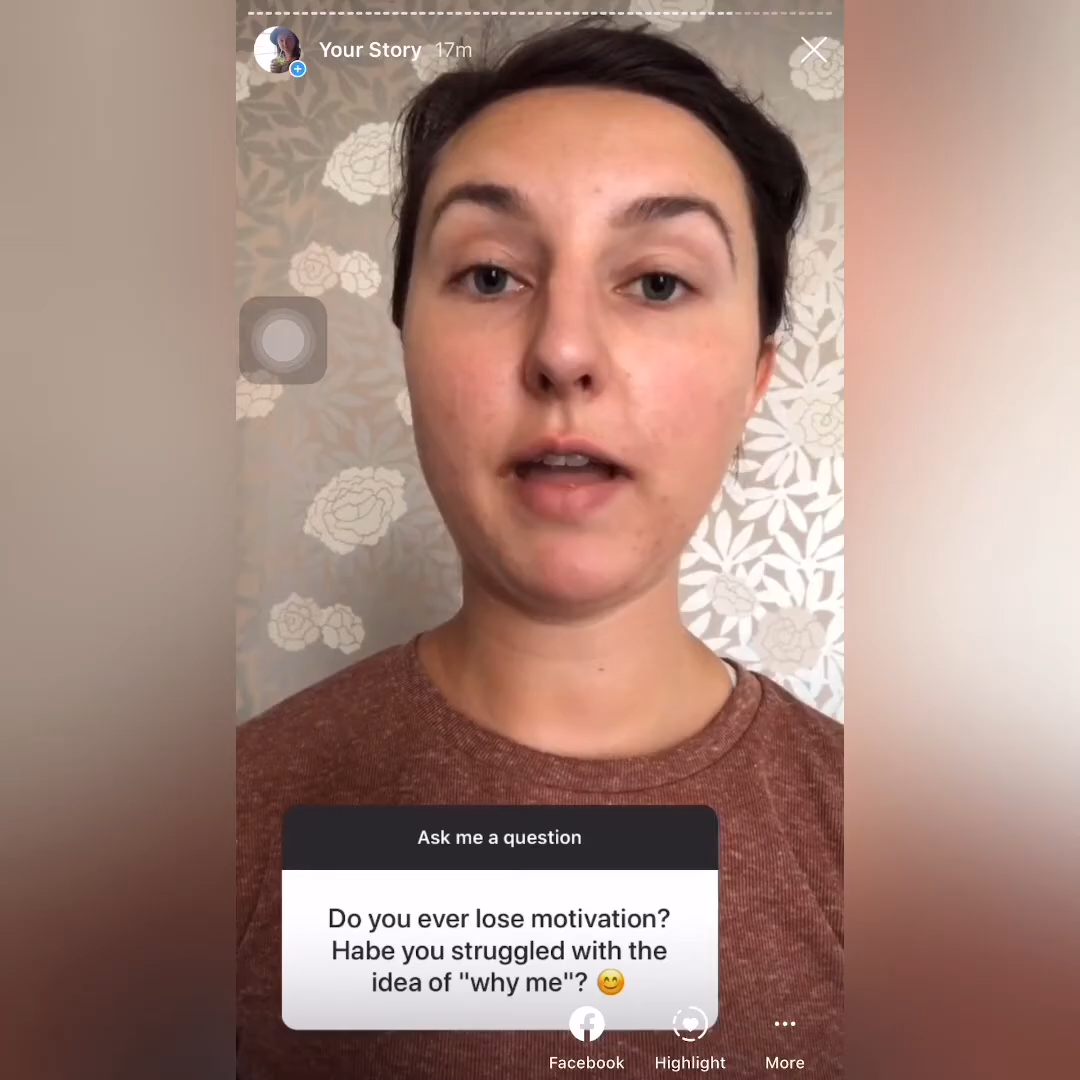 Your Story 17m
Ask me a question
Do you ever lose motivation?
Habe you struggled with the
idea of "why me"? 😊
Facebook Highlight More